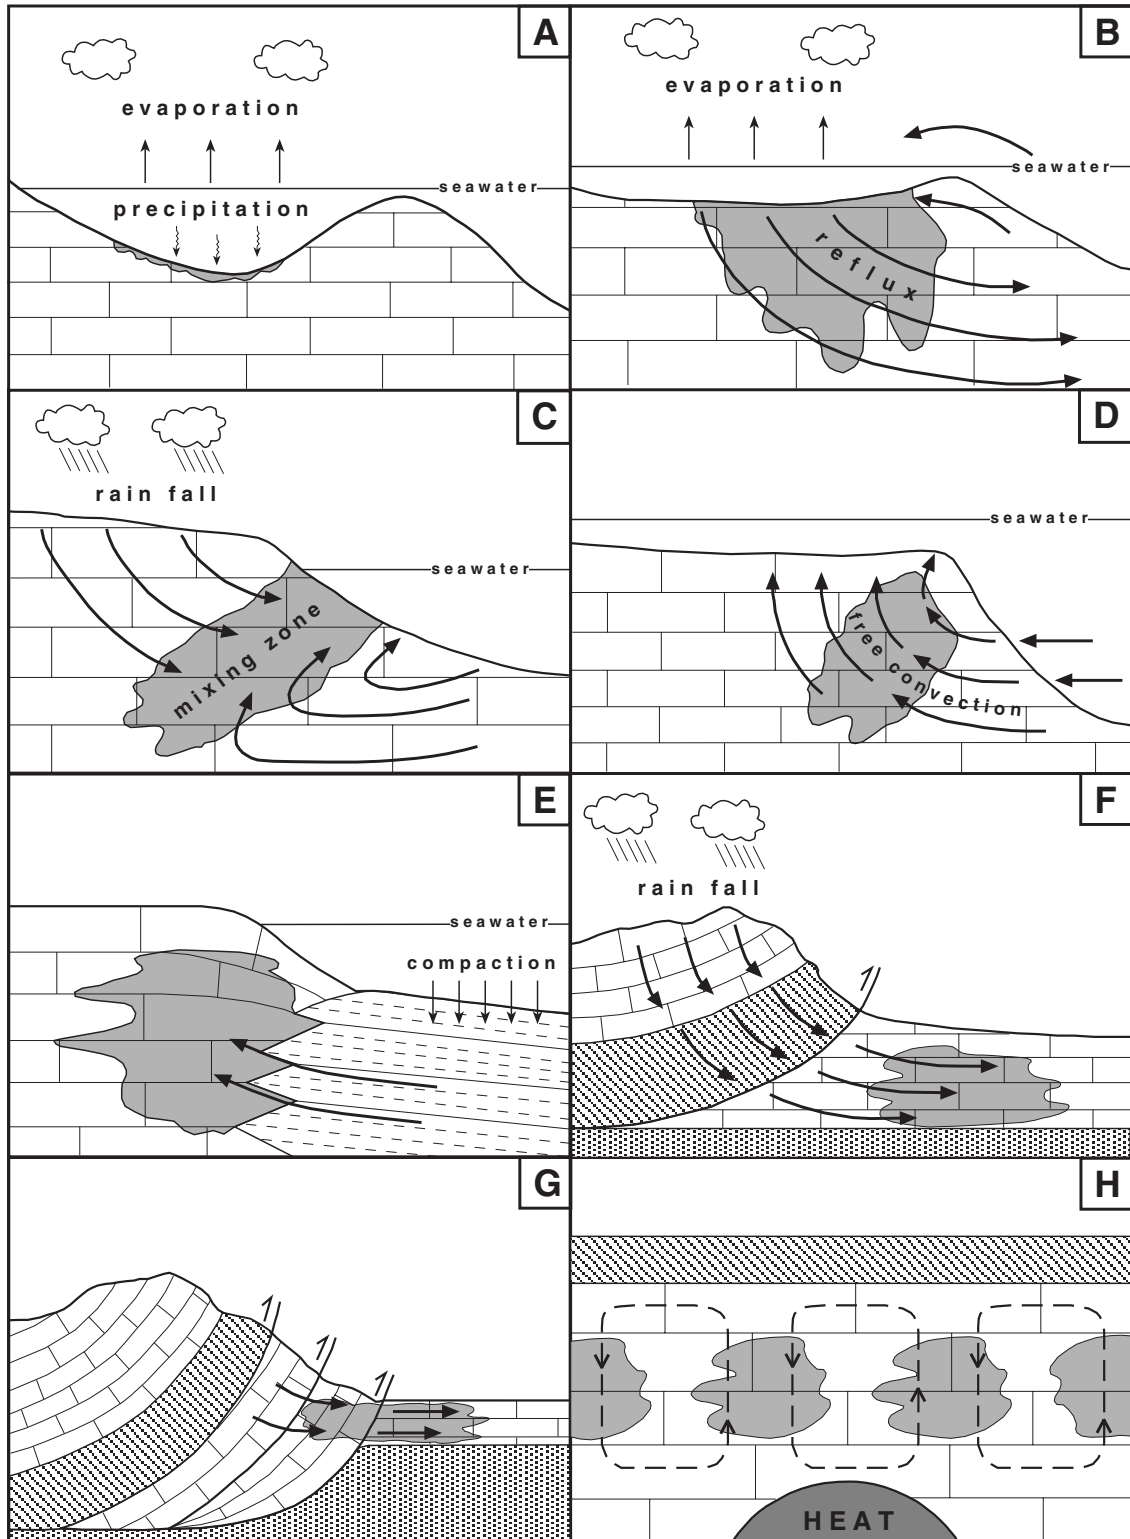 A
evaporation
seawater
precipitation
B
evaporation
seawater
reflux
C
rain fall
seawater
mixing zone
D
seawater
free convection
E
seawater
compaction
F
rain fall
G
H
HEAT